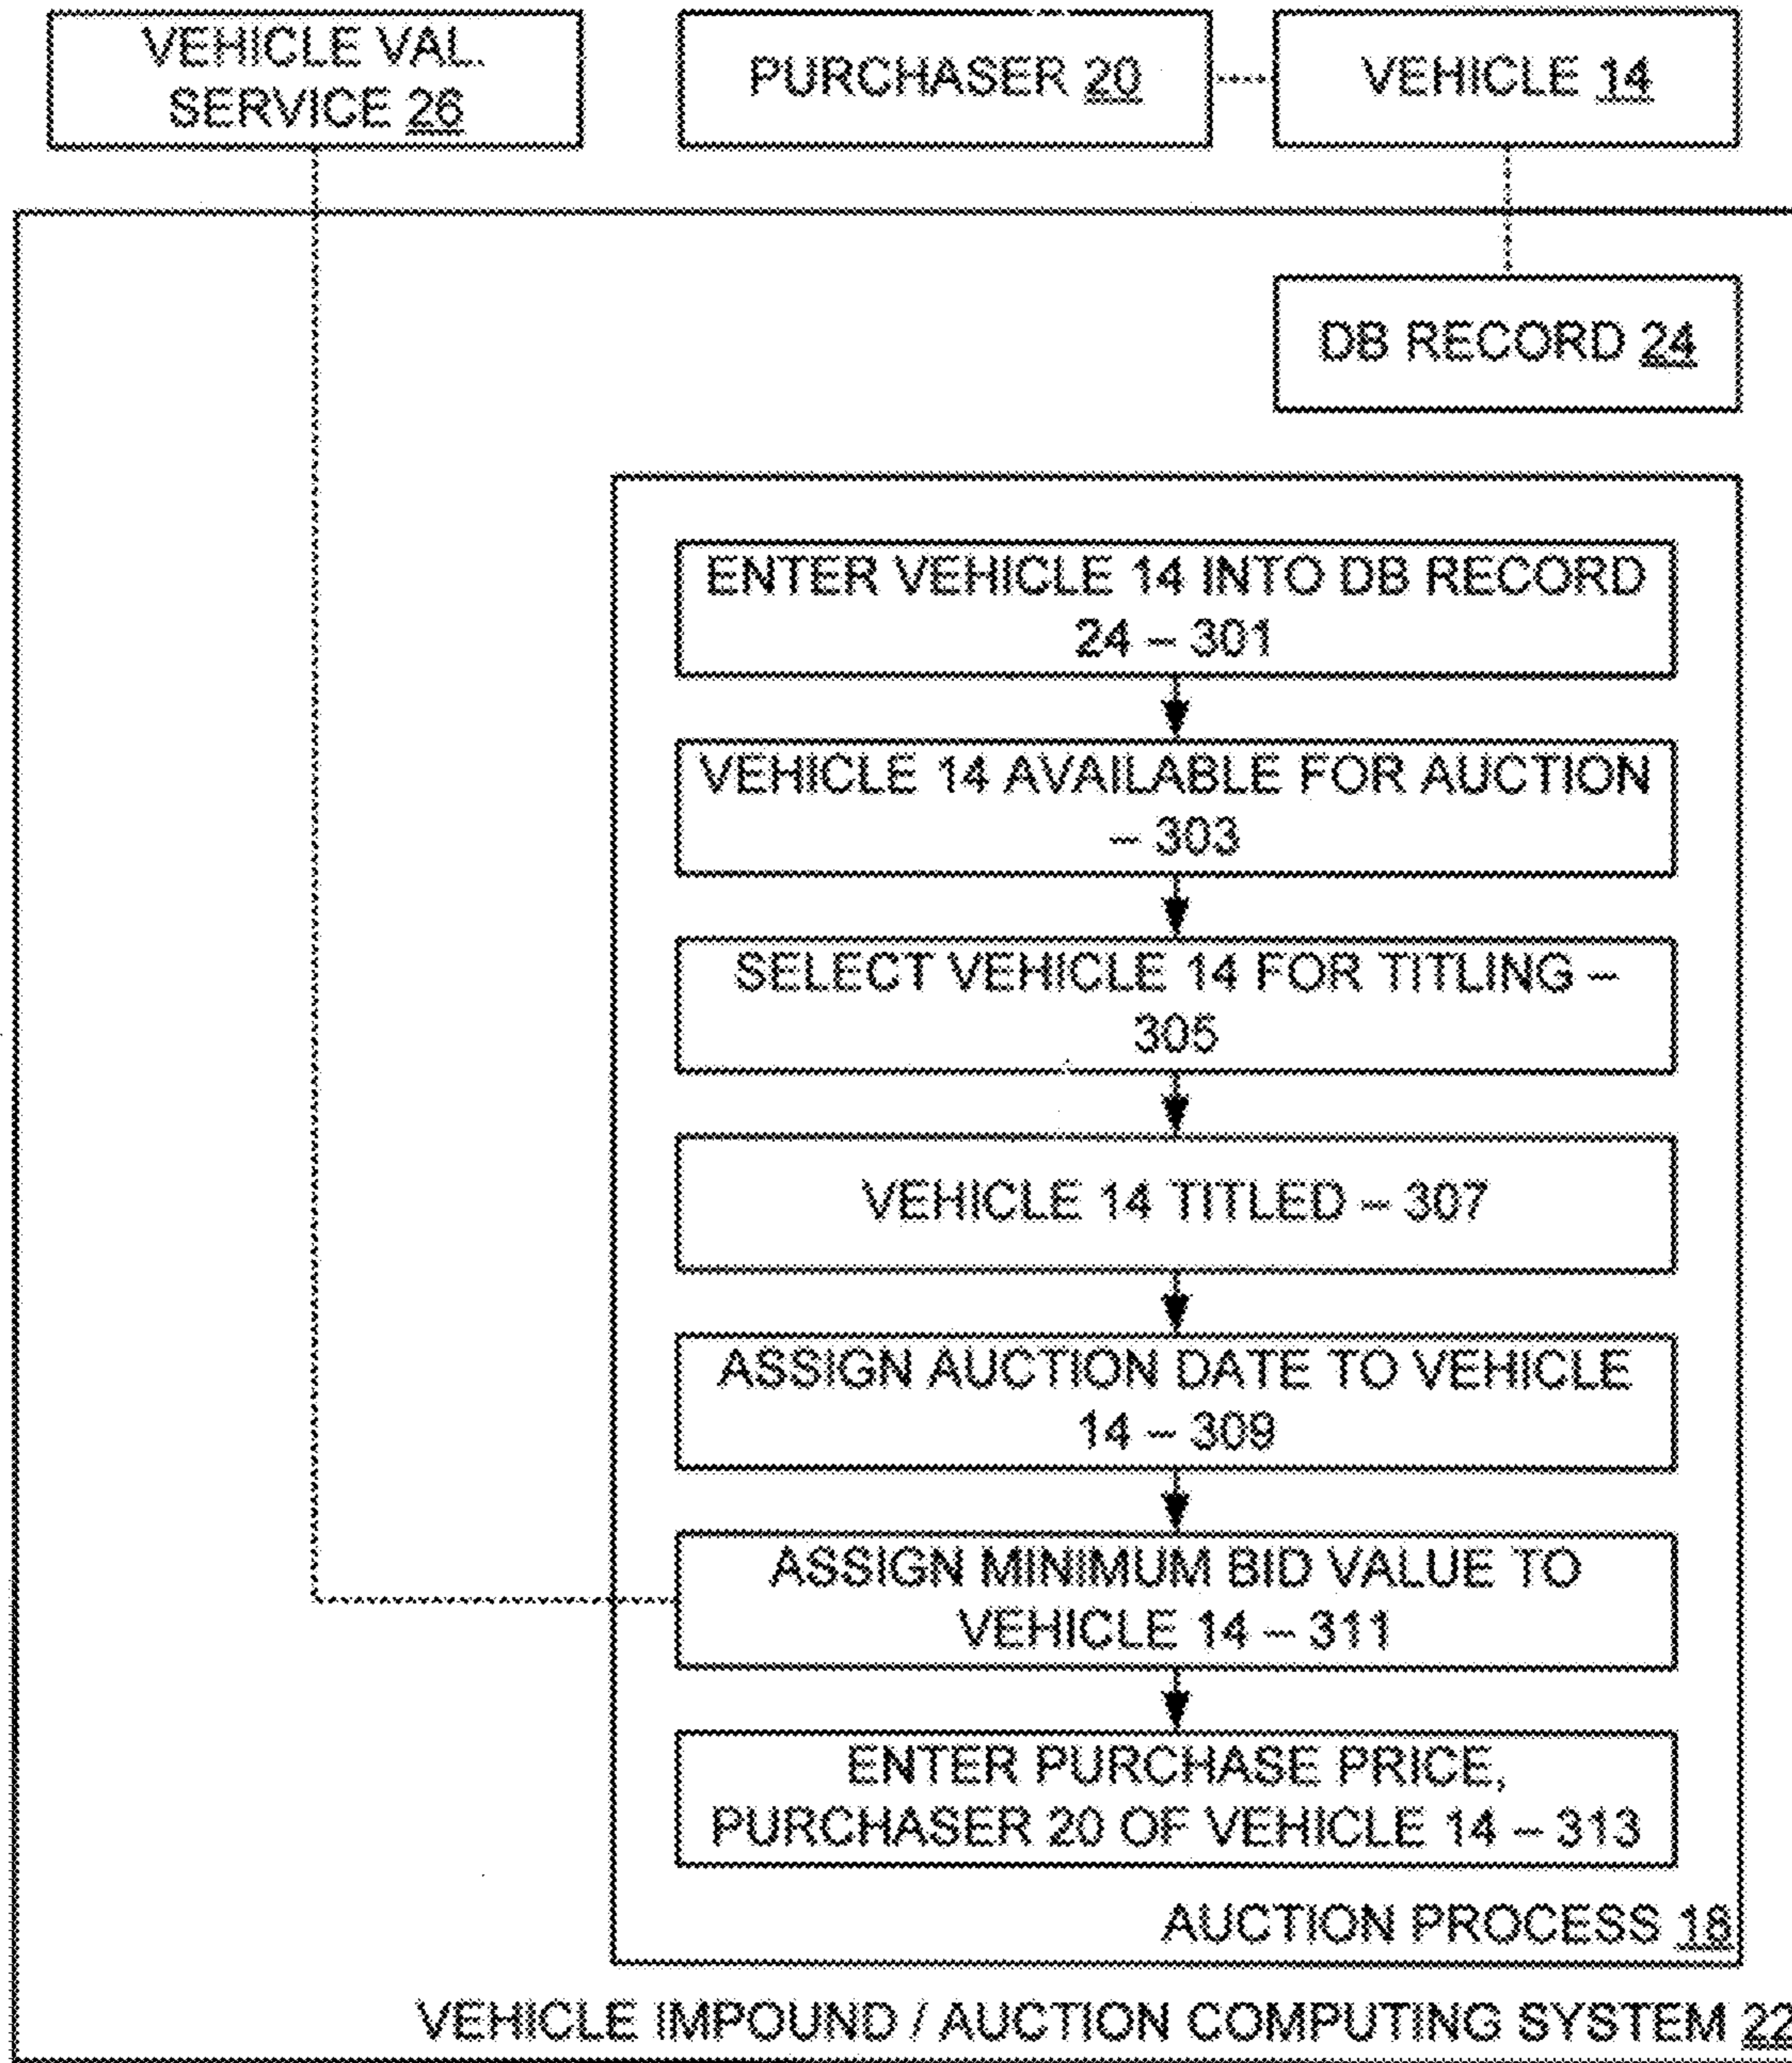 VEHICLE VAL.
SERVICE 26
PURCHASER 20
VEHICLE 14
DB RECORD 24
ENTER VEHICLE 14 INTO DB RECORD
24 – 301
VEHICLE 14 AVAILABLE FOR AUCTION
– 303
SELECT VEHICLE 14 FOR TITLING –
305
VEHICLE 14 TITLED – 307
ASSIGN AUCTION DATE TO VEHICLE
14 – 309
ASSIGN MINIMUM BID VALUE TO
VEHICLE 14 – 311
ENTER PURCHASE PRICE,
PURCHASER 20 OF VEHICLE 14 – 313
AUCTION PROCESS 18
VEHICLE IMPOUND / AUCTION COMPUTING SYSTEM 22